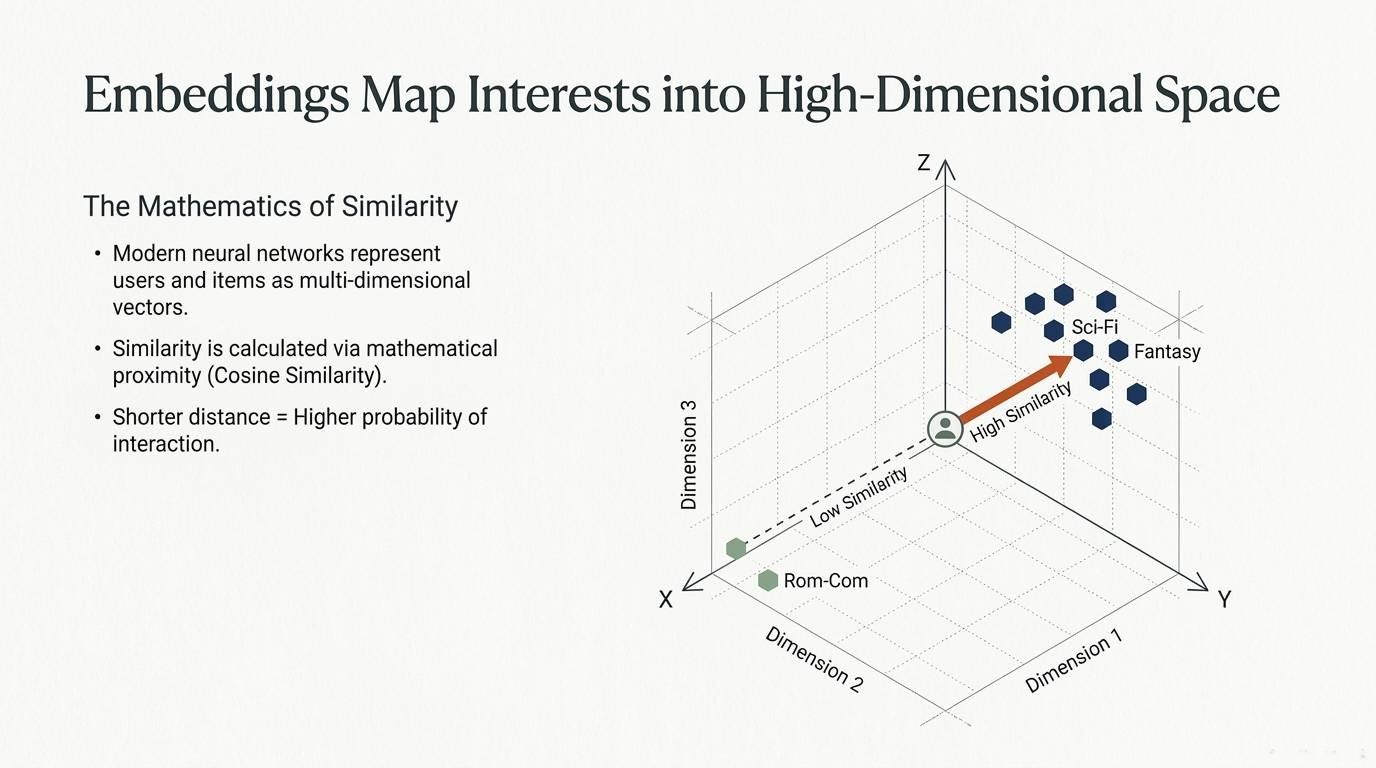 Embeddings Map Interests into High-Dimensional Space
The Mathematics of Similarity
• Modern neural networks represent
users and items as multi-dimensional
vectors.
• Similarity is calculated via mathematical
proximity (Cosine Similarity).
• Shorter distance = Higher probability of
interaction.
Z
Sci-Fi
Fantasy
High Similarity
Low Similarity
Dimension 3
Rom-Com
X
Y
Dimension 2
Dimension 1